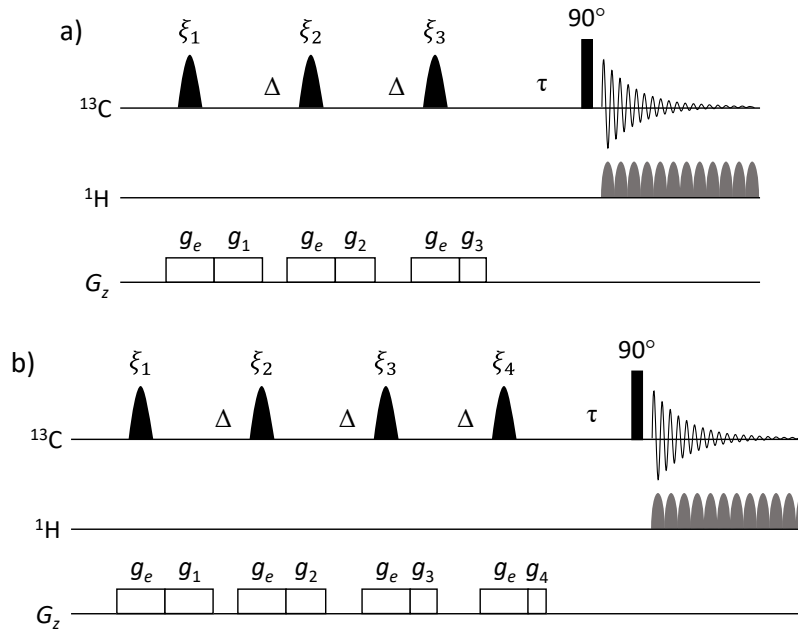 a)
ξ1 ξ2 ξ3 90°
Δ Δ τ
13C
1H
ge g1 ge g2 ge g3
Gz
b)
ξ1 ξ2 ξ3 ξ4 90°
Δ Δ Δ τ
13C
1H
ge g1 ge g2 ge g3 ge g4
Gz